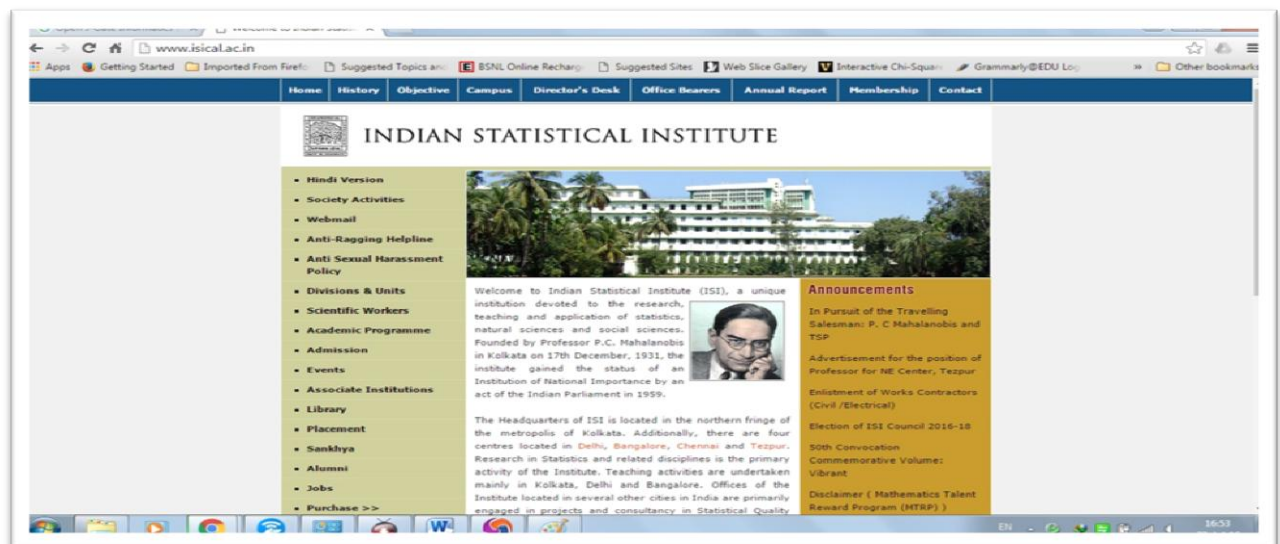 www.isical.ac.in
Apps Getting Started Imported From Firefo Suggested Topics an BSNL Online Recharg Suggested Sites Web Slice Gallery Interactive Chi-Squar Grammarly@EDU Log » Other bookmarks
Home History Objective Campus Director's Desk Office Bearers Annual Report Membership Contact
INDIAN STATISTICAL INSTITUTE
Hindi Version
Society Activities
Webmail
Anti-Ragging Helpline
Anti Sexual Harassment
Policy
Divisions & Units
Scientific Workers
Academic Programme
Admission
Events
Associate Institutions
Library
Placement
Sankhya
Alumni
Jobs
Purchase >>
Welcome to Indian Statistical Institute (ISI), a unique
institution devoted to the research,
teaching and application of statistics,
natural sciences and social sciences.
Founded by Professor P.C. Mahalanobis
in Kolkata on 17th December, 1931, the
institute gained the status of an
Institution of National Importance by an
act of the Indian Parliament in 1959.
The Headquarters of ISI is located in the northern fringe of
the metropolis of Kolkata. Additionally, there are four
centres located in Delhi, Bangalore, Chennai and Tezpur.
Research in Statistics and related disciplines is the primary
activity of the Institute. Teaching activities are undertaken
mainly in Kolkata, Delhi and Bangalore. Offices of the
Institute located in several other cities in India are primarily
engaged in projects and consultancy in Statistical Quality
Announcements
In Pursuit of the Travelling
Salesman: P. C Mahalanobis and
TSP
Advertisement for the position of
Professor for NE Center, Tezpur
Enlistment of Works Contractors
(Civil /Electrical)
Election of ISI Council 2016-18
50th Convocation
Commemorative Volume:
Vibrant
Disclaimer ( Mathematics Talent
Reward Program (MTRP) )
EN
16:53